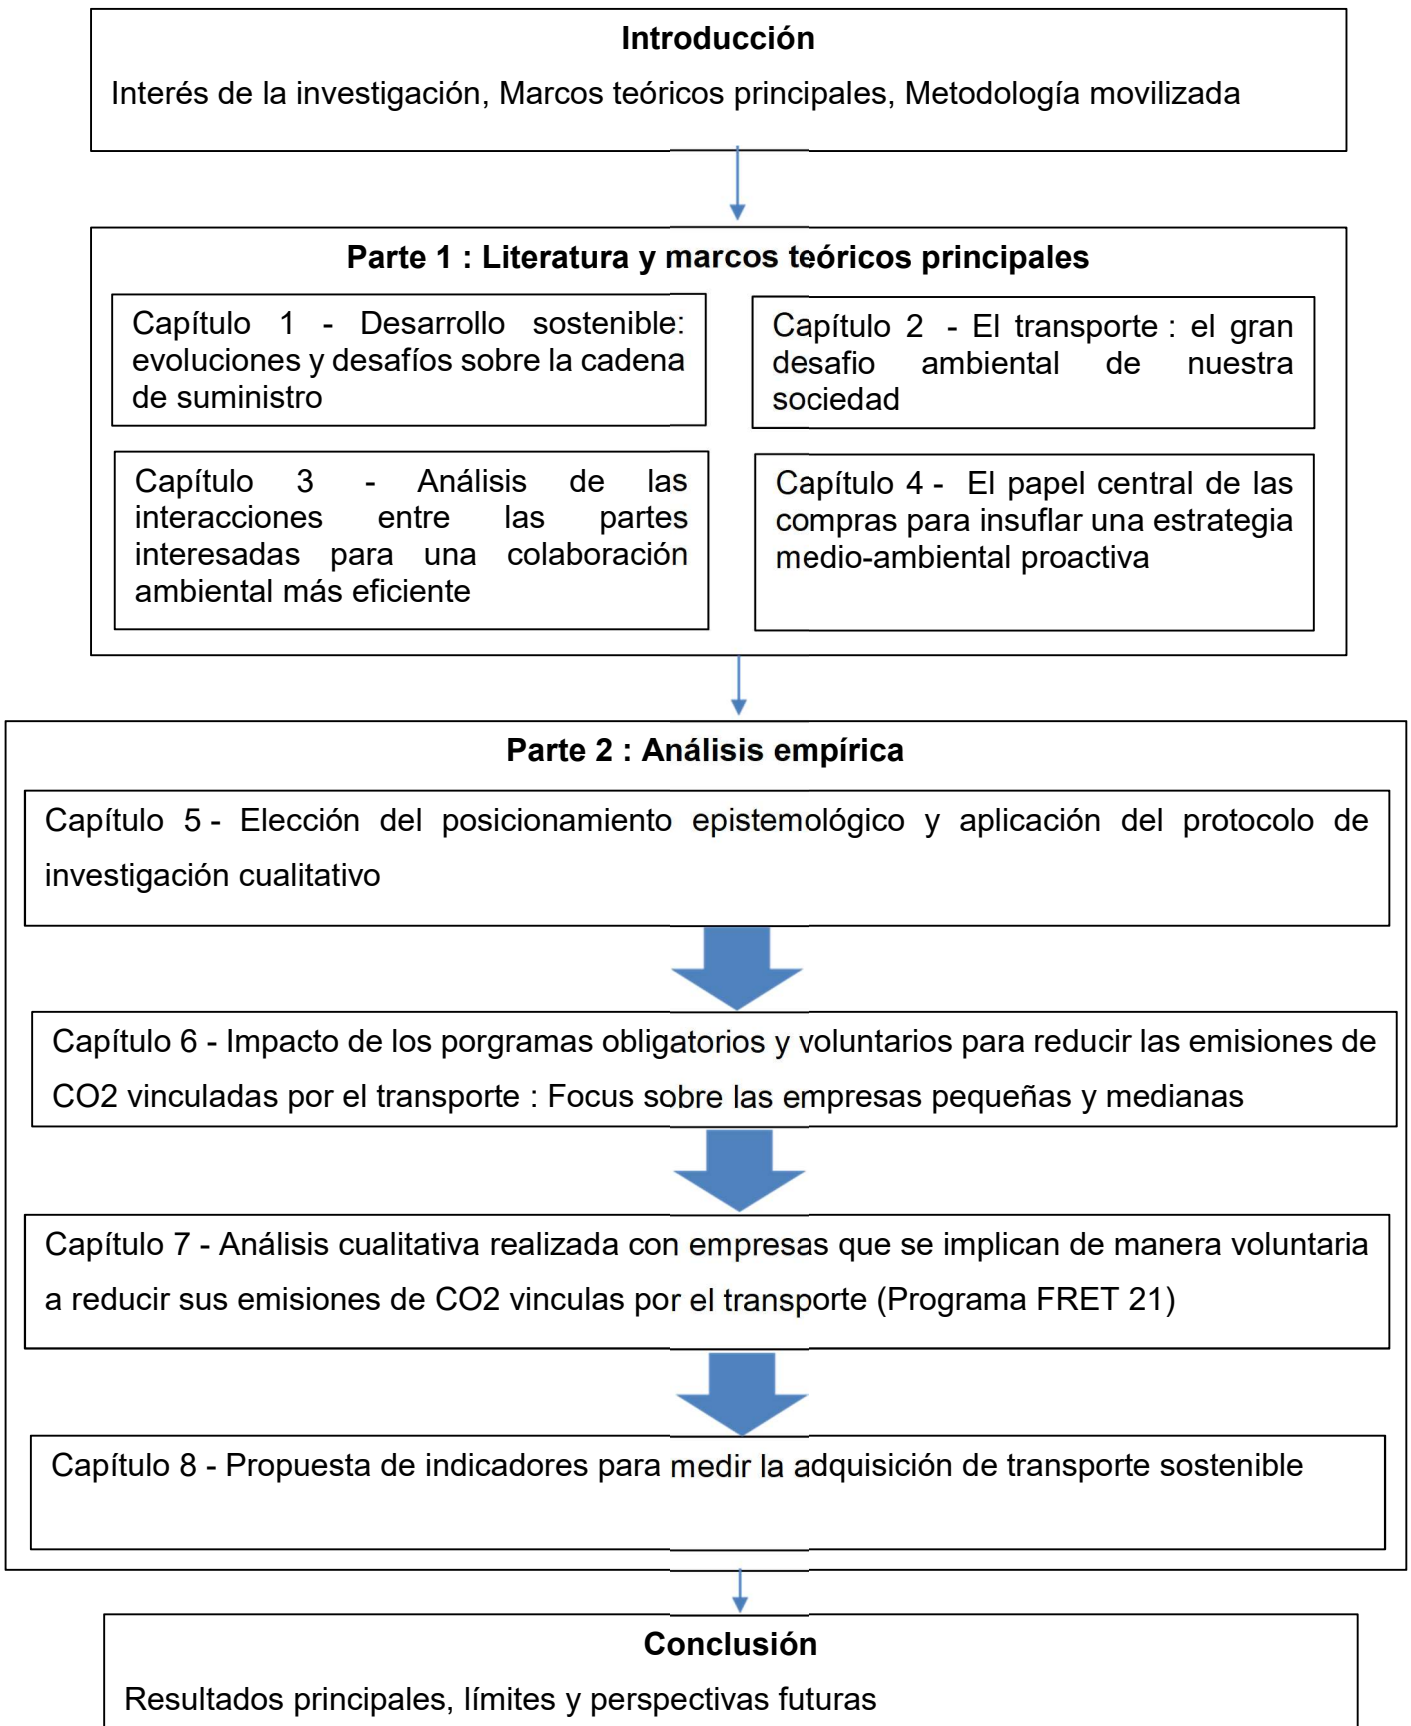 Introducción
Interés de la investigación, Marcos teóricos principales, Metodología movilizada
Parte 1 : Literatura y marcos teóricos principales
Capítulo 1 - Desarrollo sostenible:
evoluciones y desafíos sobre la cadena
de suministro
Capítulo 2 - El transporte : el gran
desafio ambiental de nuestra
sociedad
Capítulo 3 - Análisis de las
interacciones entre las partes
interesadas para una colaboración
ambiental más eficiente
Capítulo 4 - El papel central de las
compras para insuflar una estrategia
medio-ambiental proactiva
Parte 2 : Análisis empírica
Capítulo 5 - Elección del posicionamiento epistemológico y aplicación del protocolo de
investigación cualitativo
Capítulo 6 - Impacto de los porgramas obligatorios y voluntarios para reducir las emisiones de
CO2 vinculadas por el transporte : Focus sobre las empresas pequeñas y medianas
Capítulo 7 - Análisis cualitativa realizada con empresas que se implican de manera voluntaria
a reducir sus emisiones de CO2 vinculas por el transporte (Programa FRET 21)
Capítulo 8 - Propuesta de indicadores para medir la adquisición de transporte sostenible
Conclusión
Resultados principales, límites y perspectivas futuras